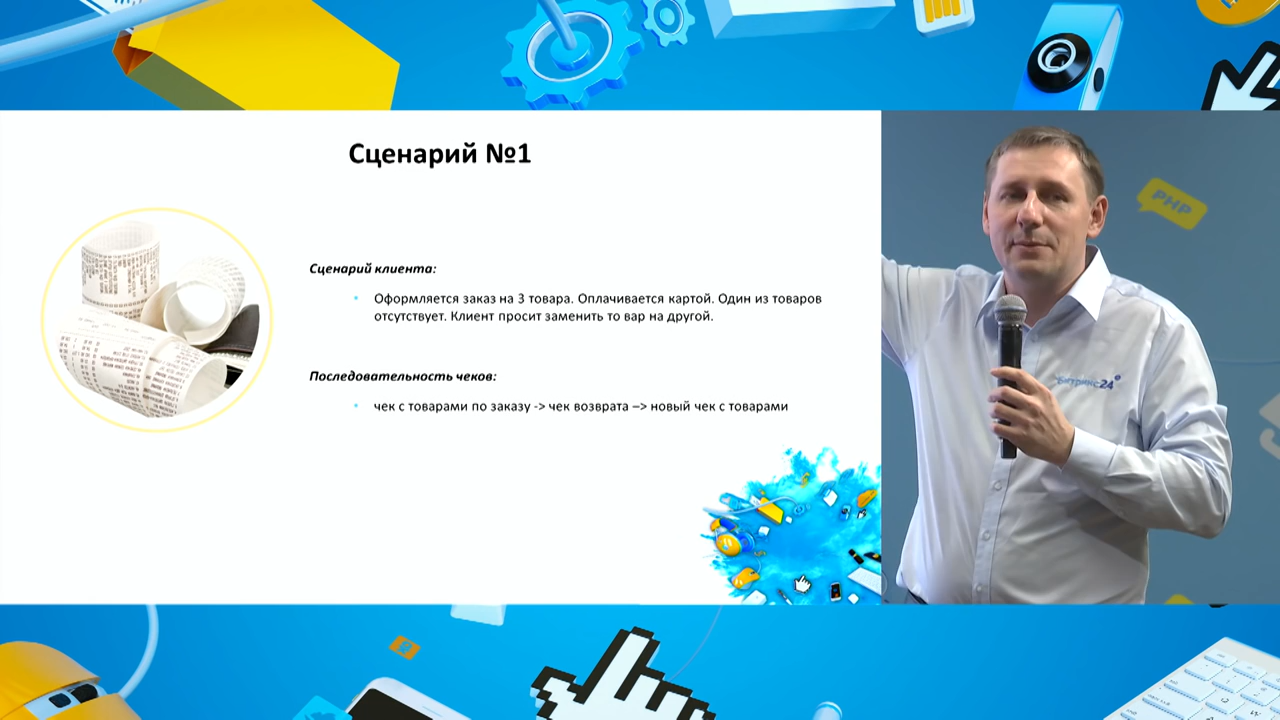 Сценарий №1
Сценарий клиента:
• Оформляется заказ на 3 товара. Оплачивается картой. Один из товаров
отсутствует. Клиент просит заменить то вар на другой.
Последовательность чеков:
• чек с товарами по заказу -> чек возврата –> новый чек с товарами
PHP
Битрикс24